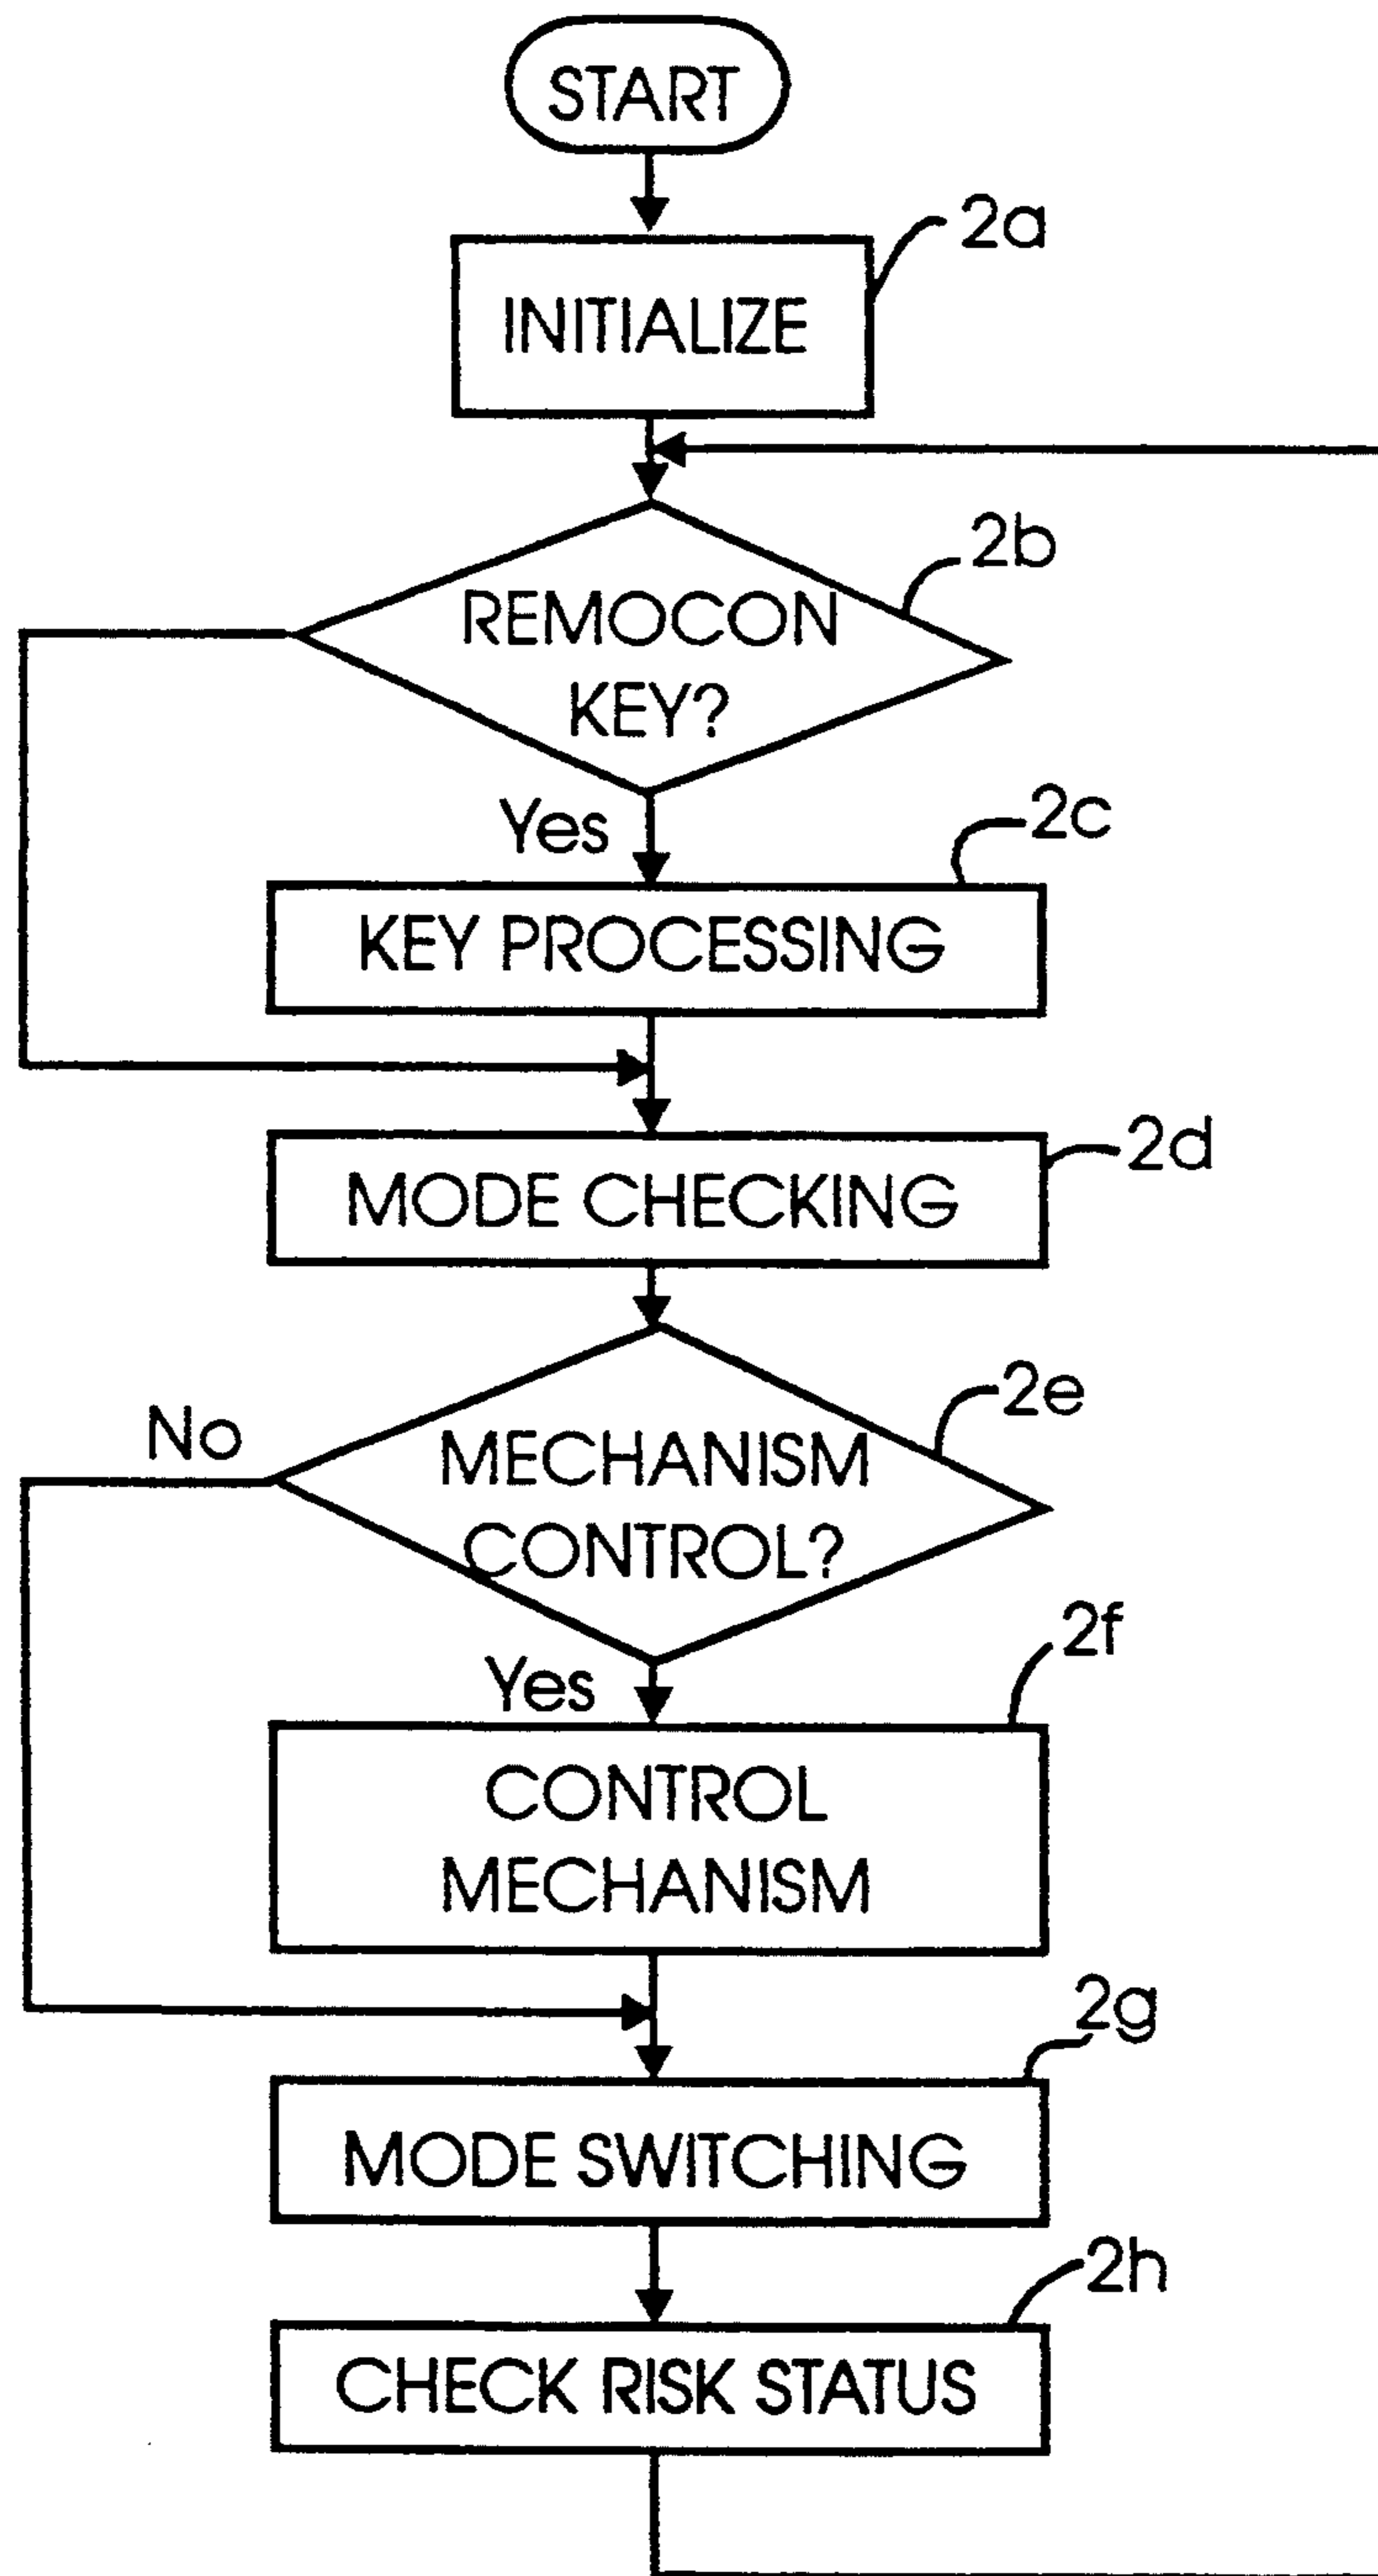 START
2a
INITIALIZE
2b
REMOCON
KEY?
Yes
2c
KEY PROCESSING
2d
MODE CHECKING
2e
No
MECHANISM
CONTROL?
2f
Yes
CONTROL
MECHANISM
2g
MODE SWITCHING
2h
CHECK RISK STATUS